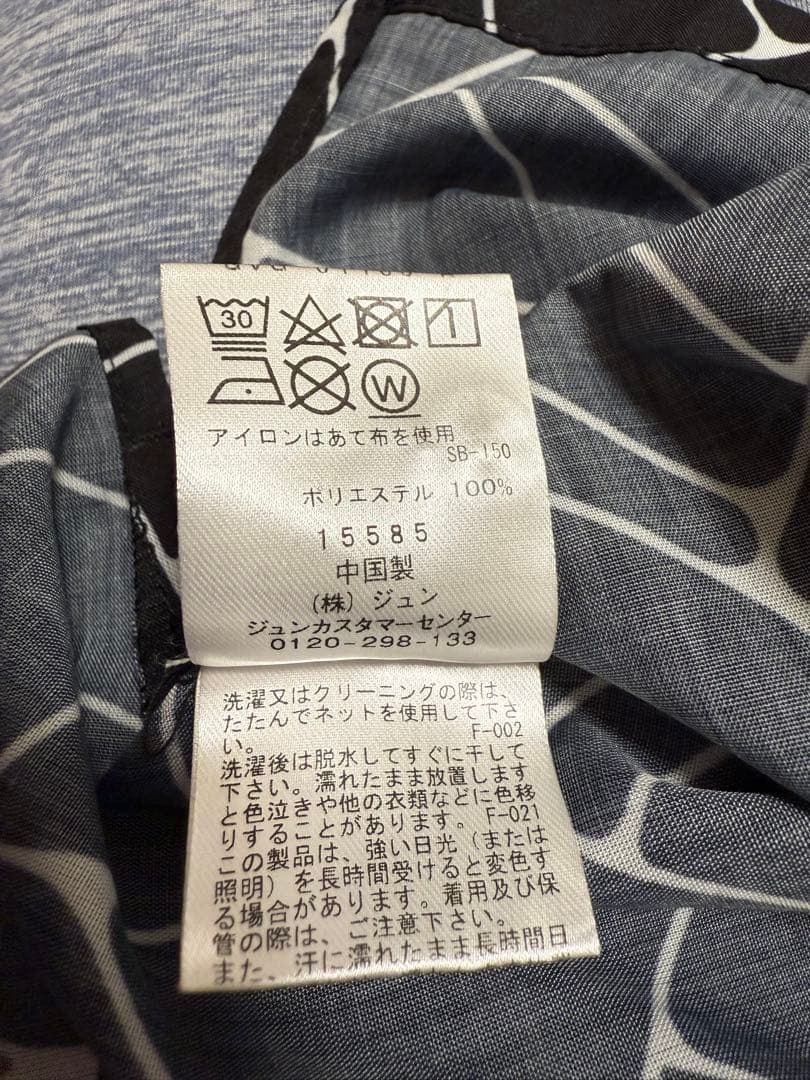 30
W
アイロンはあて布を使用
SB-150
ポリエステル 100%
15585
中国製
(株) ジュン
ジュンカスタマーセンター
0120-298-133
洗濯又はクリーニングの際は、
たたんでネットを使用して下さ
い。 F-002
洗濯後は脱水してすぐに干して
下さい。濡れたまま放置します
と色泣きや他の衣類などに色移
りすることがあります。 F-021
この製品は、強い日光（または
照明）を長時間受けると変色す
る場合があります。着用及び保
管の際は、ご注意下さい。
また、汗に濡れたまま長時間日